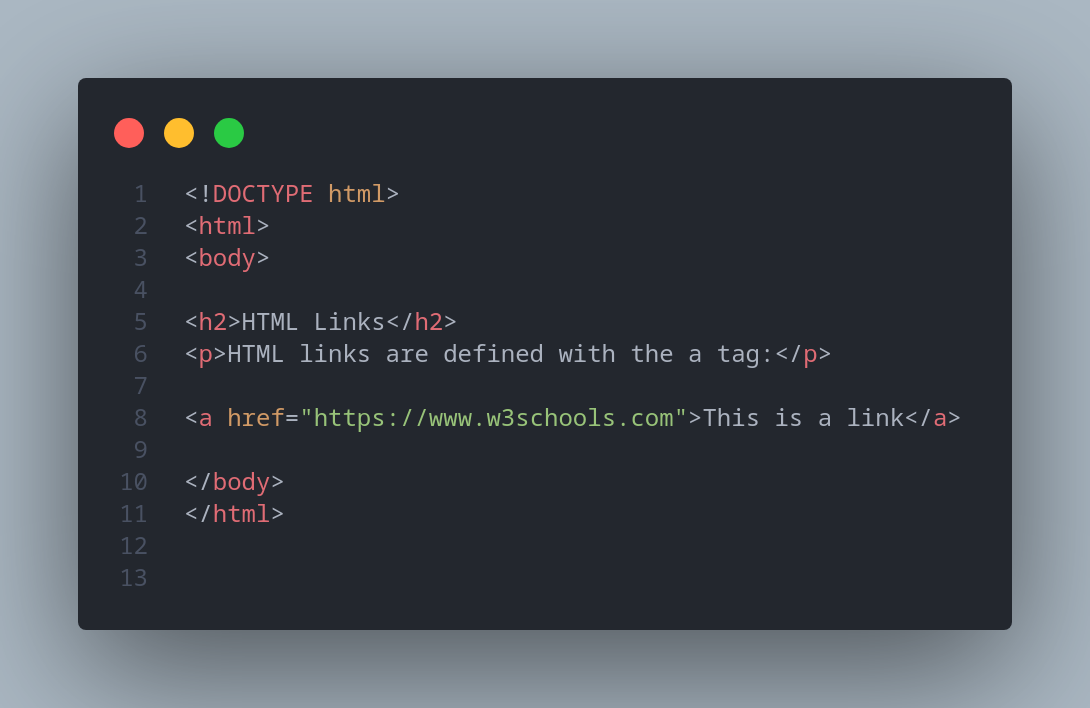 1 <!DOCTYPE html>
2 <html>
3 <body>
4
5 <h2>HTML Links</h2>
6 <p>HTML links are defined with the a tag:</p>
7
8 <a href="https://www.w3schools.com">This is a link</a>
9
10 </body>
11 </html>
12
13